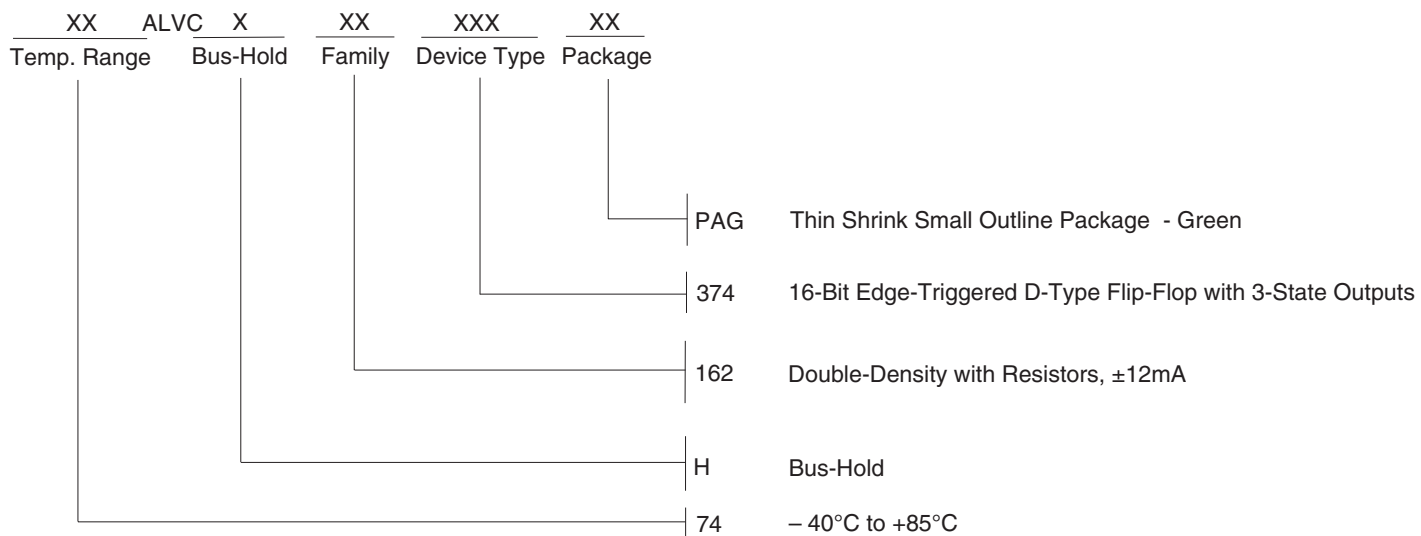 XX ALVC X XX XXX XX
Temp. Range Bus-Hold Family Device Type Package
PAG Thin Shrink Small Outline Package - Green
374 16-Bit Edge-Triggered D-Type Flip-Flop with 3-State Outputs
162 Double-Density with Resistors, ±12mA
H Bus-Hold
74 – 40°C to +85°C